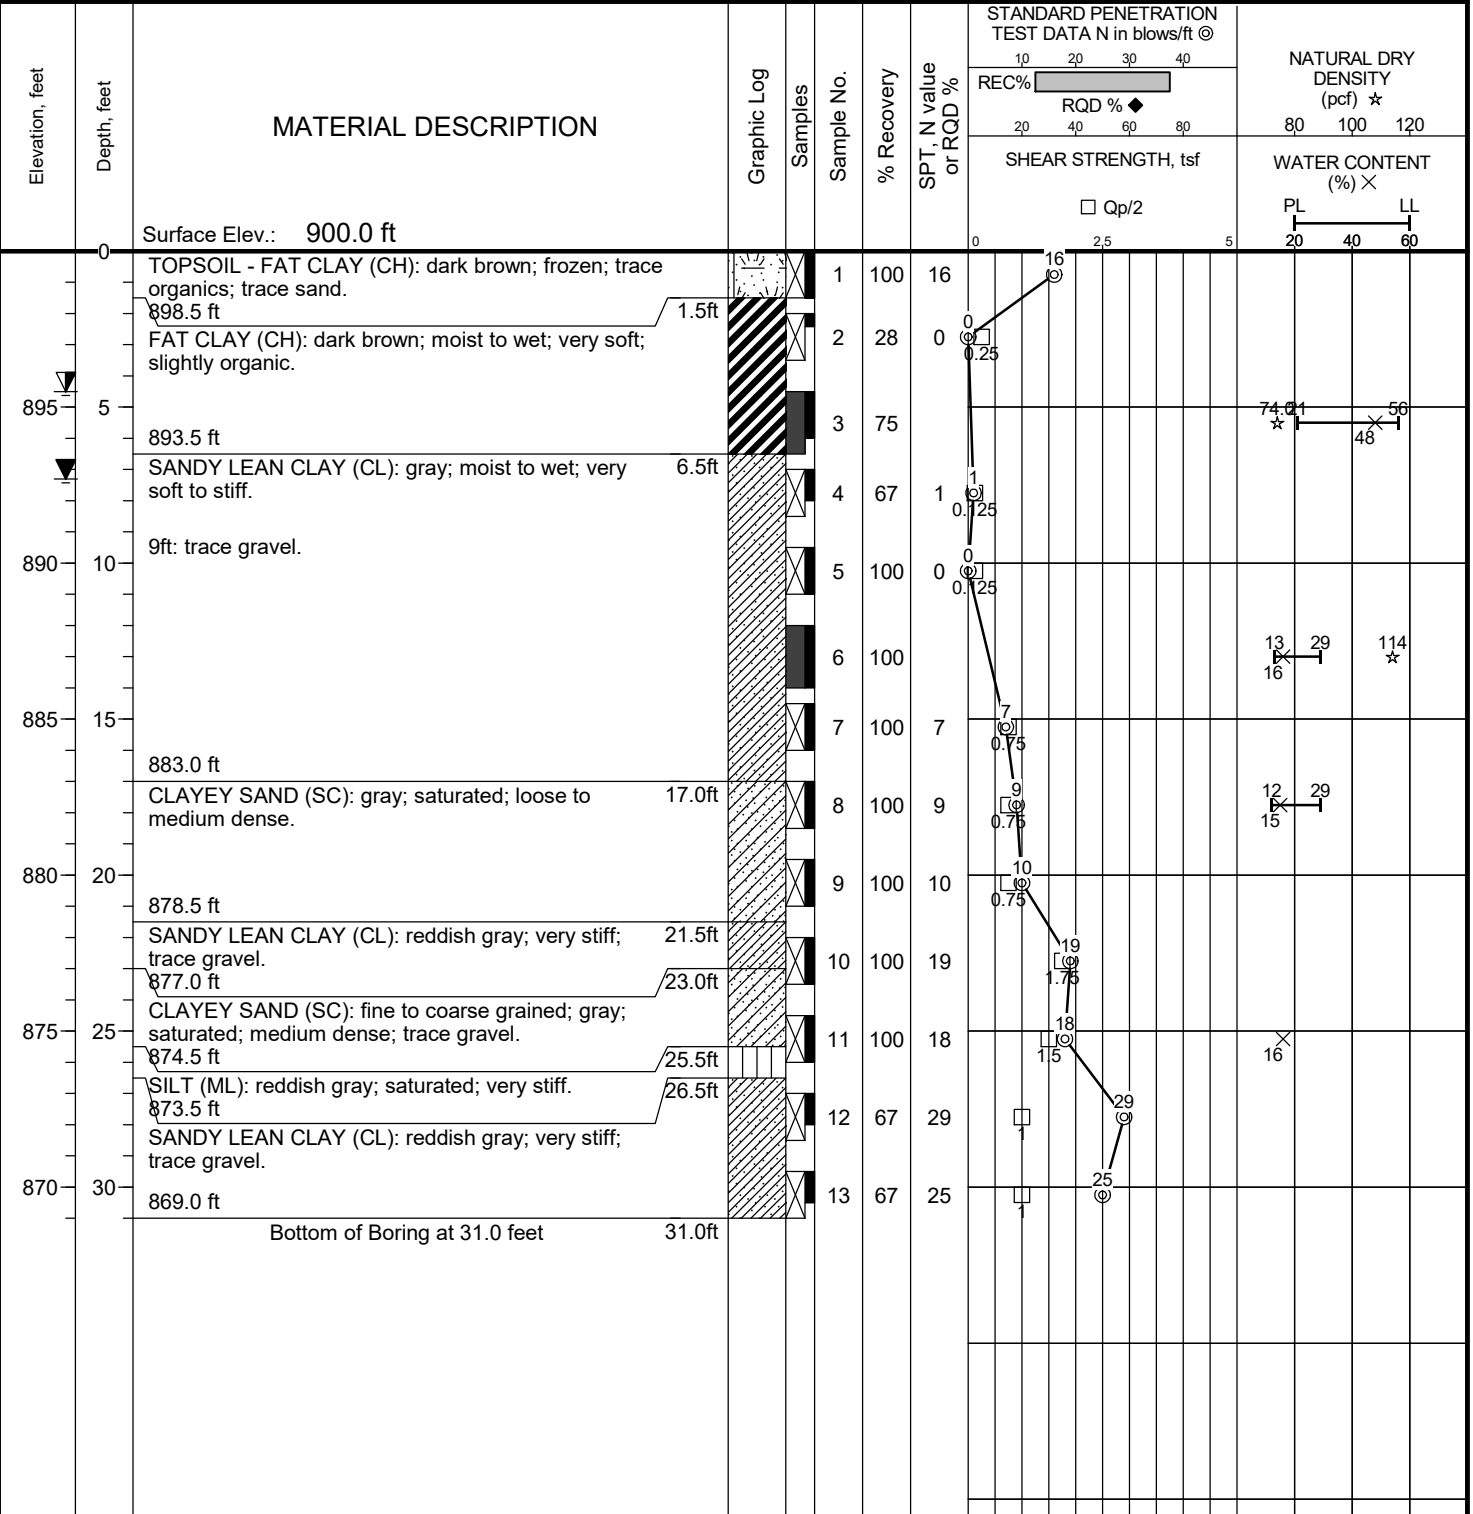 Elevation, feet
Depth, feet
MATERIAL DESCRIPTION
Surface Elev.: 900.0 ft
Graphic Log
Samples
Sample No.
% Recovery
SPT, N value
or RQD %
STANDARD PENETRATION
TEST DATA N in blows/ft
10 20 30 40
REC%
RQD %
20 40 60 80
SHEAR STRENGTH, tsf
Qp/2
0 2,5 5
NATURAL DRY
DENSITY
(pcf)
80 100 120
WATER CONTENT
(%)
PL LL
20 40 60
0
TOPSOIL - FAT CLAY (CH): dark brown; frozen; trace
organics; trace sand.
898.5 ft 1.5ft
1 100 16
16
FAT CLAY (CH): dark brown; moist to wet; very soft;
slightly organic.
2 28 0
0
0.25
895 5
893.5 ft
3 75
74.0 21 56
48
SANDY LEAN CLAY (CL): gray; moist to wet; very 6.5ft
soft to stiff.
4 67 1
1
0.125
9ft: trace gravel.
890 10
5 100 0
0
0.125
6 100
13 29 114
16
885 15
7 100 7
7
0.75
883.0 ft
CLAYEY SAND (SC): gray; saturated; loose to 17.0ft
medium dense.
8 100 9
9
0.75
12 29
15
880 20
9 100 10
10
0.75
878.5 ft
SANDY LEAN CLAY (CL): reddish gray; very stiff; 21.5ft
trace gravel.
877.0 ft 23.0ft
10 100 19
19
1.75
CLAYEY SAND (SC): fine to coarse grained; gray;
saturated; medium dense; trace gravel.
875 25
874.5 ft 25.5ft
11 100 18
18
1.5
16
SILT (ML): reddish gray; saturated; very stiff. 26.5ft
873.5 ft
12 67 29
29
1
SANDY LEAN CLAY (CL): reddish gray; very stiff;
trace gravel.
870 30
869.0 ft
13 67 25
25
1
Bottom of Boring at 31.0 feet 31.0ft